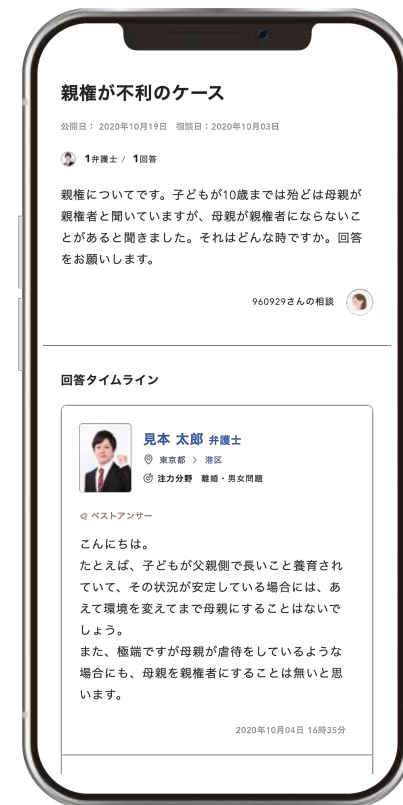 親権が不利のケース
公開日： 2020年10月19日 相談日：2020年10月03日
1弁護士 / 1回答
親権についてです。子どもが10歳までは殆どは母親が
親権者と聞いていますが、母親が親権者にならないこ
とがあると聞きました。それはどんな時ですか。回答
をお願いします。
960929さんの相談
回答タイムライン
見本 太郎 弁護士
東京都 > 港区
注力分野 離婚・男女問題
ベストアンサー
こんにちは。
たとえば、子どもが父親側で長いこと養育され
ていて、その状況が安定している場合には、あ
えて環境を変えてまで母親にすることはないで
しょう。
また、極端ですが母親が虐待をしているような
場合にも、母親を親権者にすることは無いと思
います。
2020年10月04日 16時35分